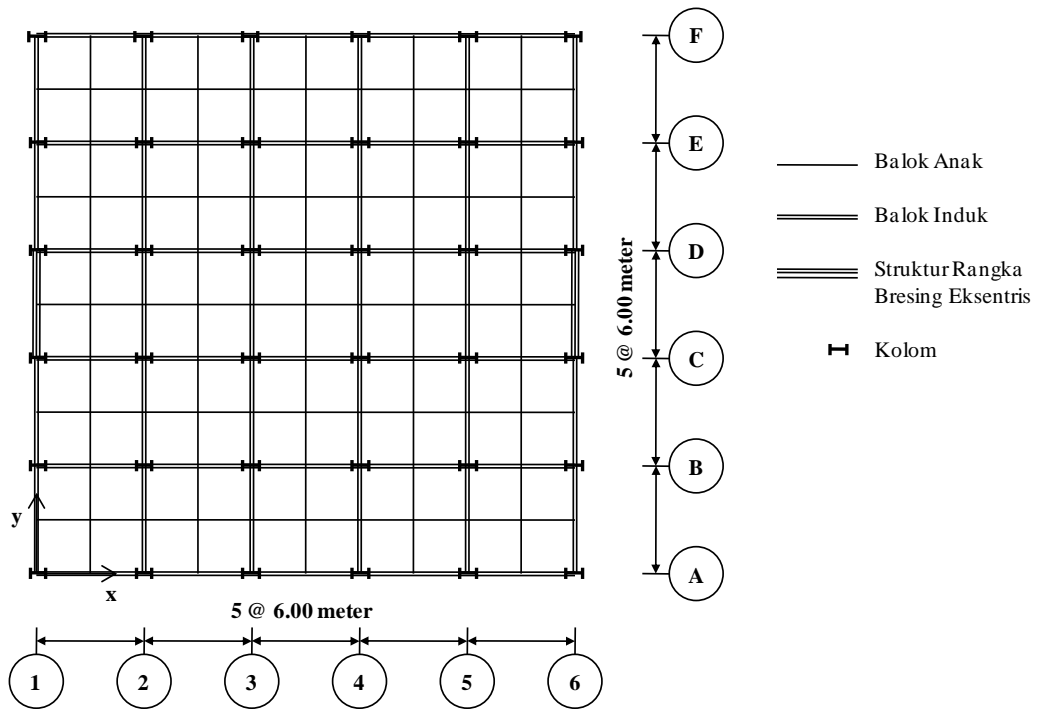 F
E
D
C
B
A
5 @ 6.00 meter
Balok Anak
Balok Induk
Struktur Rangka
Bresing Eksentris
Kolom
y
x
5 @ 6.00 meter
1 2 3 4 5 6